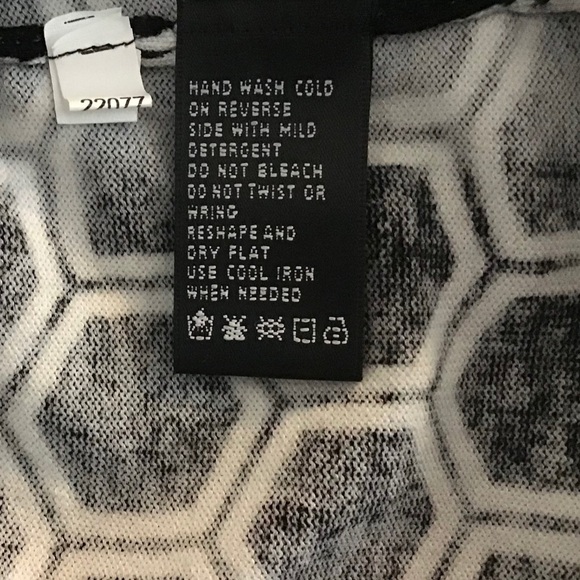 22077
HAND WASH COLD
ON REVERSE
SIDE WITH MILD
DETERGENT
DO NOT BLEACH
DO NOT TWIST OR
WRING
RESHAPE AND
DRY FLAT
USE COOL IRON
WHEN NEEDED